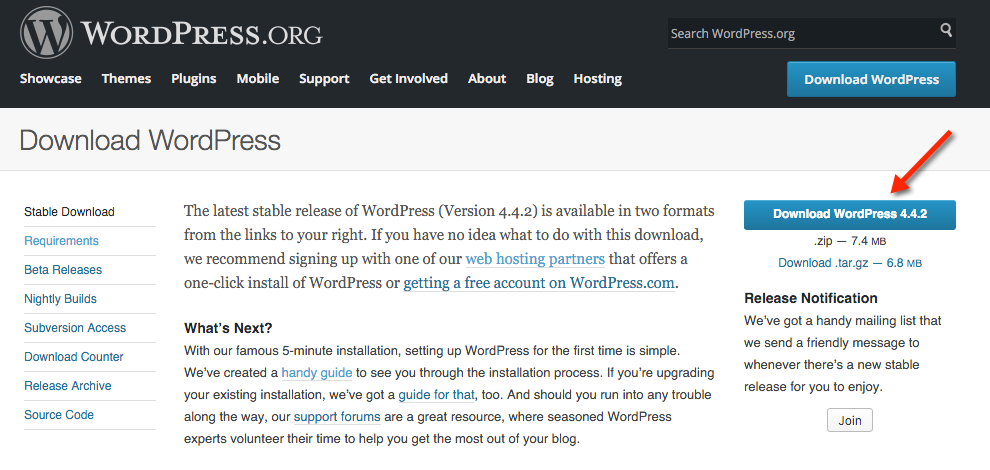 WORDPRESS.ORG
Search WordPress.org
Showcase Themes Plugins Mobile Support Get Involved About Blog Hosting
Download WordPress
Download WordPress
Stable Download
Requirements
Beta Releases
Nightly Builds
Subversion Access
Download Counter
Release Archive
Source Code
The latest stable release of WordPress (Version 4.4.2) is available in two formats
from the links to your right. If you have no idea what to do with this download,
we recommend signing up with one of our web hosting partners that offers a
one-click install of WordPress or getting a free account on WordPress.com.
What's Next?
With our famous 5-minute installation, setting up WordPress for the first time is simple.
We've created a handy guide to see you through the installation process. If you're upgrading
your existing installation, we've got a guide for that, too. And should you run into any trouble
along the way, our support forums are a great resource, where seasoned WordPress
experts volunteer their time to help you get the most out of your blog.
Download WordPress 4.4.2
.zip — 7.4 MB
Download .tar.gz — 6.8 MB
Release Notification
We've got a handy mailing list that
we send a friendly message to
whenever there's a new stable
release for you to enjoy.
Join